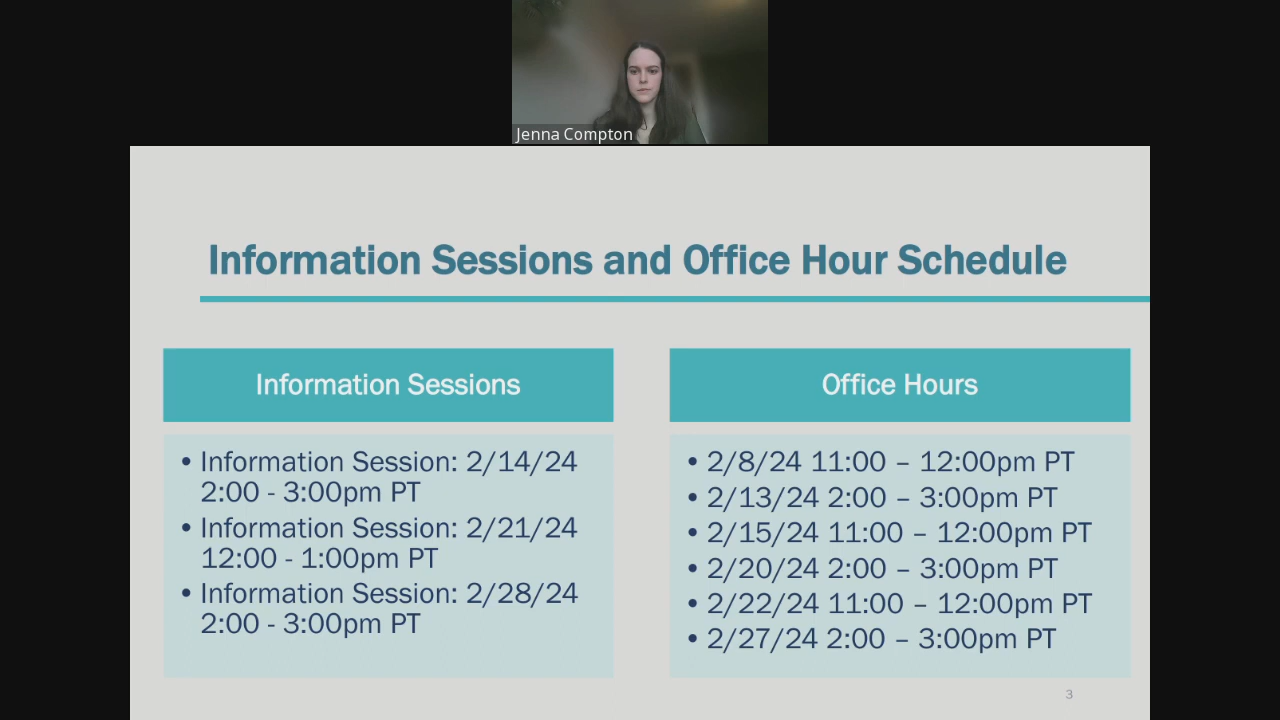 Jenna Compton
Information Sessions and Office Hour Schedule
Information Sessions
• Information Session: 2/14/24
2:00 - 3:00pm PT
• Information Session: 2/21/24
12:00 - 1:00pm PT
• Information Session: 2/28/24
2:00 - 3:00pm PT
Office Hours
• 2/8/24 11:00 – 12:00pm PT
• 2/13/24 2:00 – 3:00pm PT
• 2/15/24 11:00 – 12:00pm PT
• 2/20/24 2:00 – 3:00pm PT
• 2/22/24 11:00 – 12:00pm PT
• 2/27/24 2:00 – 3:00pm PT
3